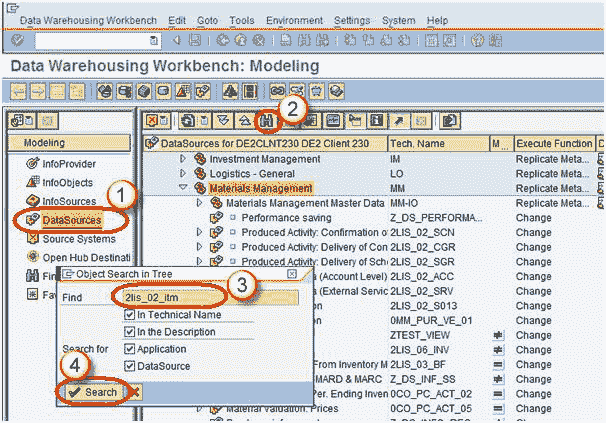 Data Warehousing Workbench Edit Goto Tools Environment Settings System Help
Data Warehousing Workbench: Modeling
2
Modeling
DataSources for DE2CLNT230 DE2 Client 230 Tech. Name M... Execute Function
InfoProvider
Investment Management IM Replicate Meta...
InfoObjects
Logistics - General LO Replicate Meta...
1
InfoSources
Materials Management MM Replicate Meta...
DataSources
Materials Management Master Data MM-IO Replicate Meta...
Source Systems
Performance saving Z_DS_PERFORMA... Change
Open Hub Destinati
Produced Activity: Confirmation of 2LIS_02_SCN Change
Produced Activity: Delivery of Con 2LIS_02_CGR Change
Produced Activity: Delivery of Sche 2LIS_02_SGR Change
Object Search in Tree
(Account Level) 2LIS_02_ACC Change
Find 2lis_02_itm
3
(External Servic 2LIS_02_SRV Change
In Technical Name
2LIS_02_S013 Change
In the Description
0MM_PUR_VE_01 Change
Search for
Application
ZTEST_VIEW Change
2LIS_06_INV Change
DataSource
From Inventory M 2LIS_03_BF Change
4
MARD & MARC Z_DS_INF_SS Change
Search
Per. Ending Inven 0CO_PC_ACT_02 Change
Material Valuation: Prices 0CO_PC_ACT_05 Change